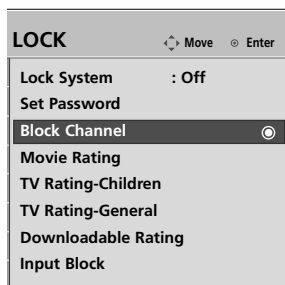 LOCK Move Enter
Lock System : Off
Set Password
Block Channel
Movie Rating
TV Rating-Children
TV Rating-General
Downloadable Rating
Input Block